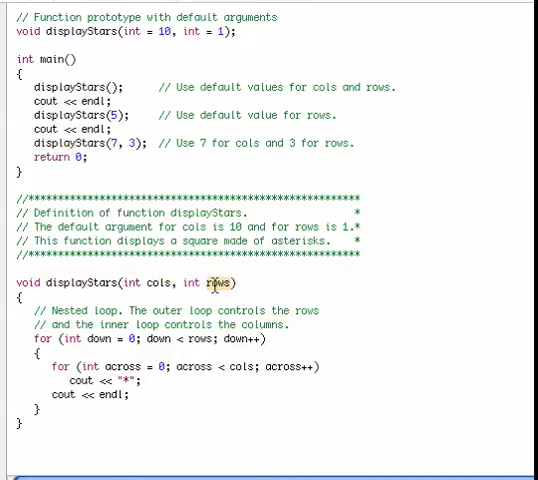 // Function prototype with default arguments
void displayStars(int = 10, int = 1);
int main()
{
displayStars();      // Use default values for cols and rows.
cout << endl;
displayStars(5);     // Use default value for rows.
cout << endl;
displayStars(7, 3);  // Use 7 for cols and 3 for rows.
return 0;
}
//********************************************************
// Definition of function displayStars.                  *
// The default argument for cols is 10 and for rows is 1.*
// This function displays a square made of asterisks.    *
//********************************************************
void displayStars(int cols, int rows)
{
// Nested loop. The outer loop controls the rows
// and the inner loop controls the columns.
for (int down = 0; down < rows; down++)
{
for (int across = 0; across < cols; across++)
cout << "*";
cout << endl;
}
}